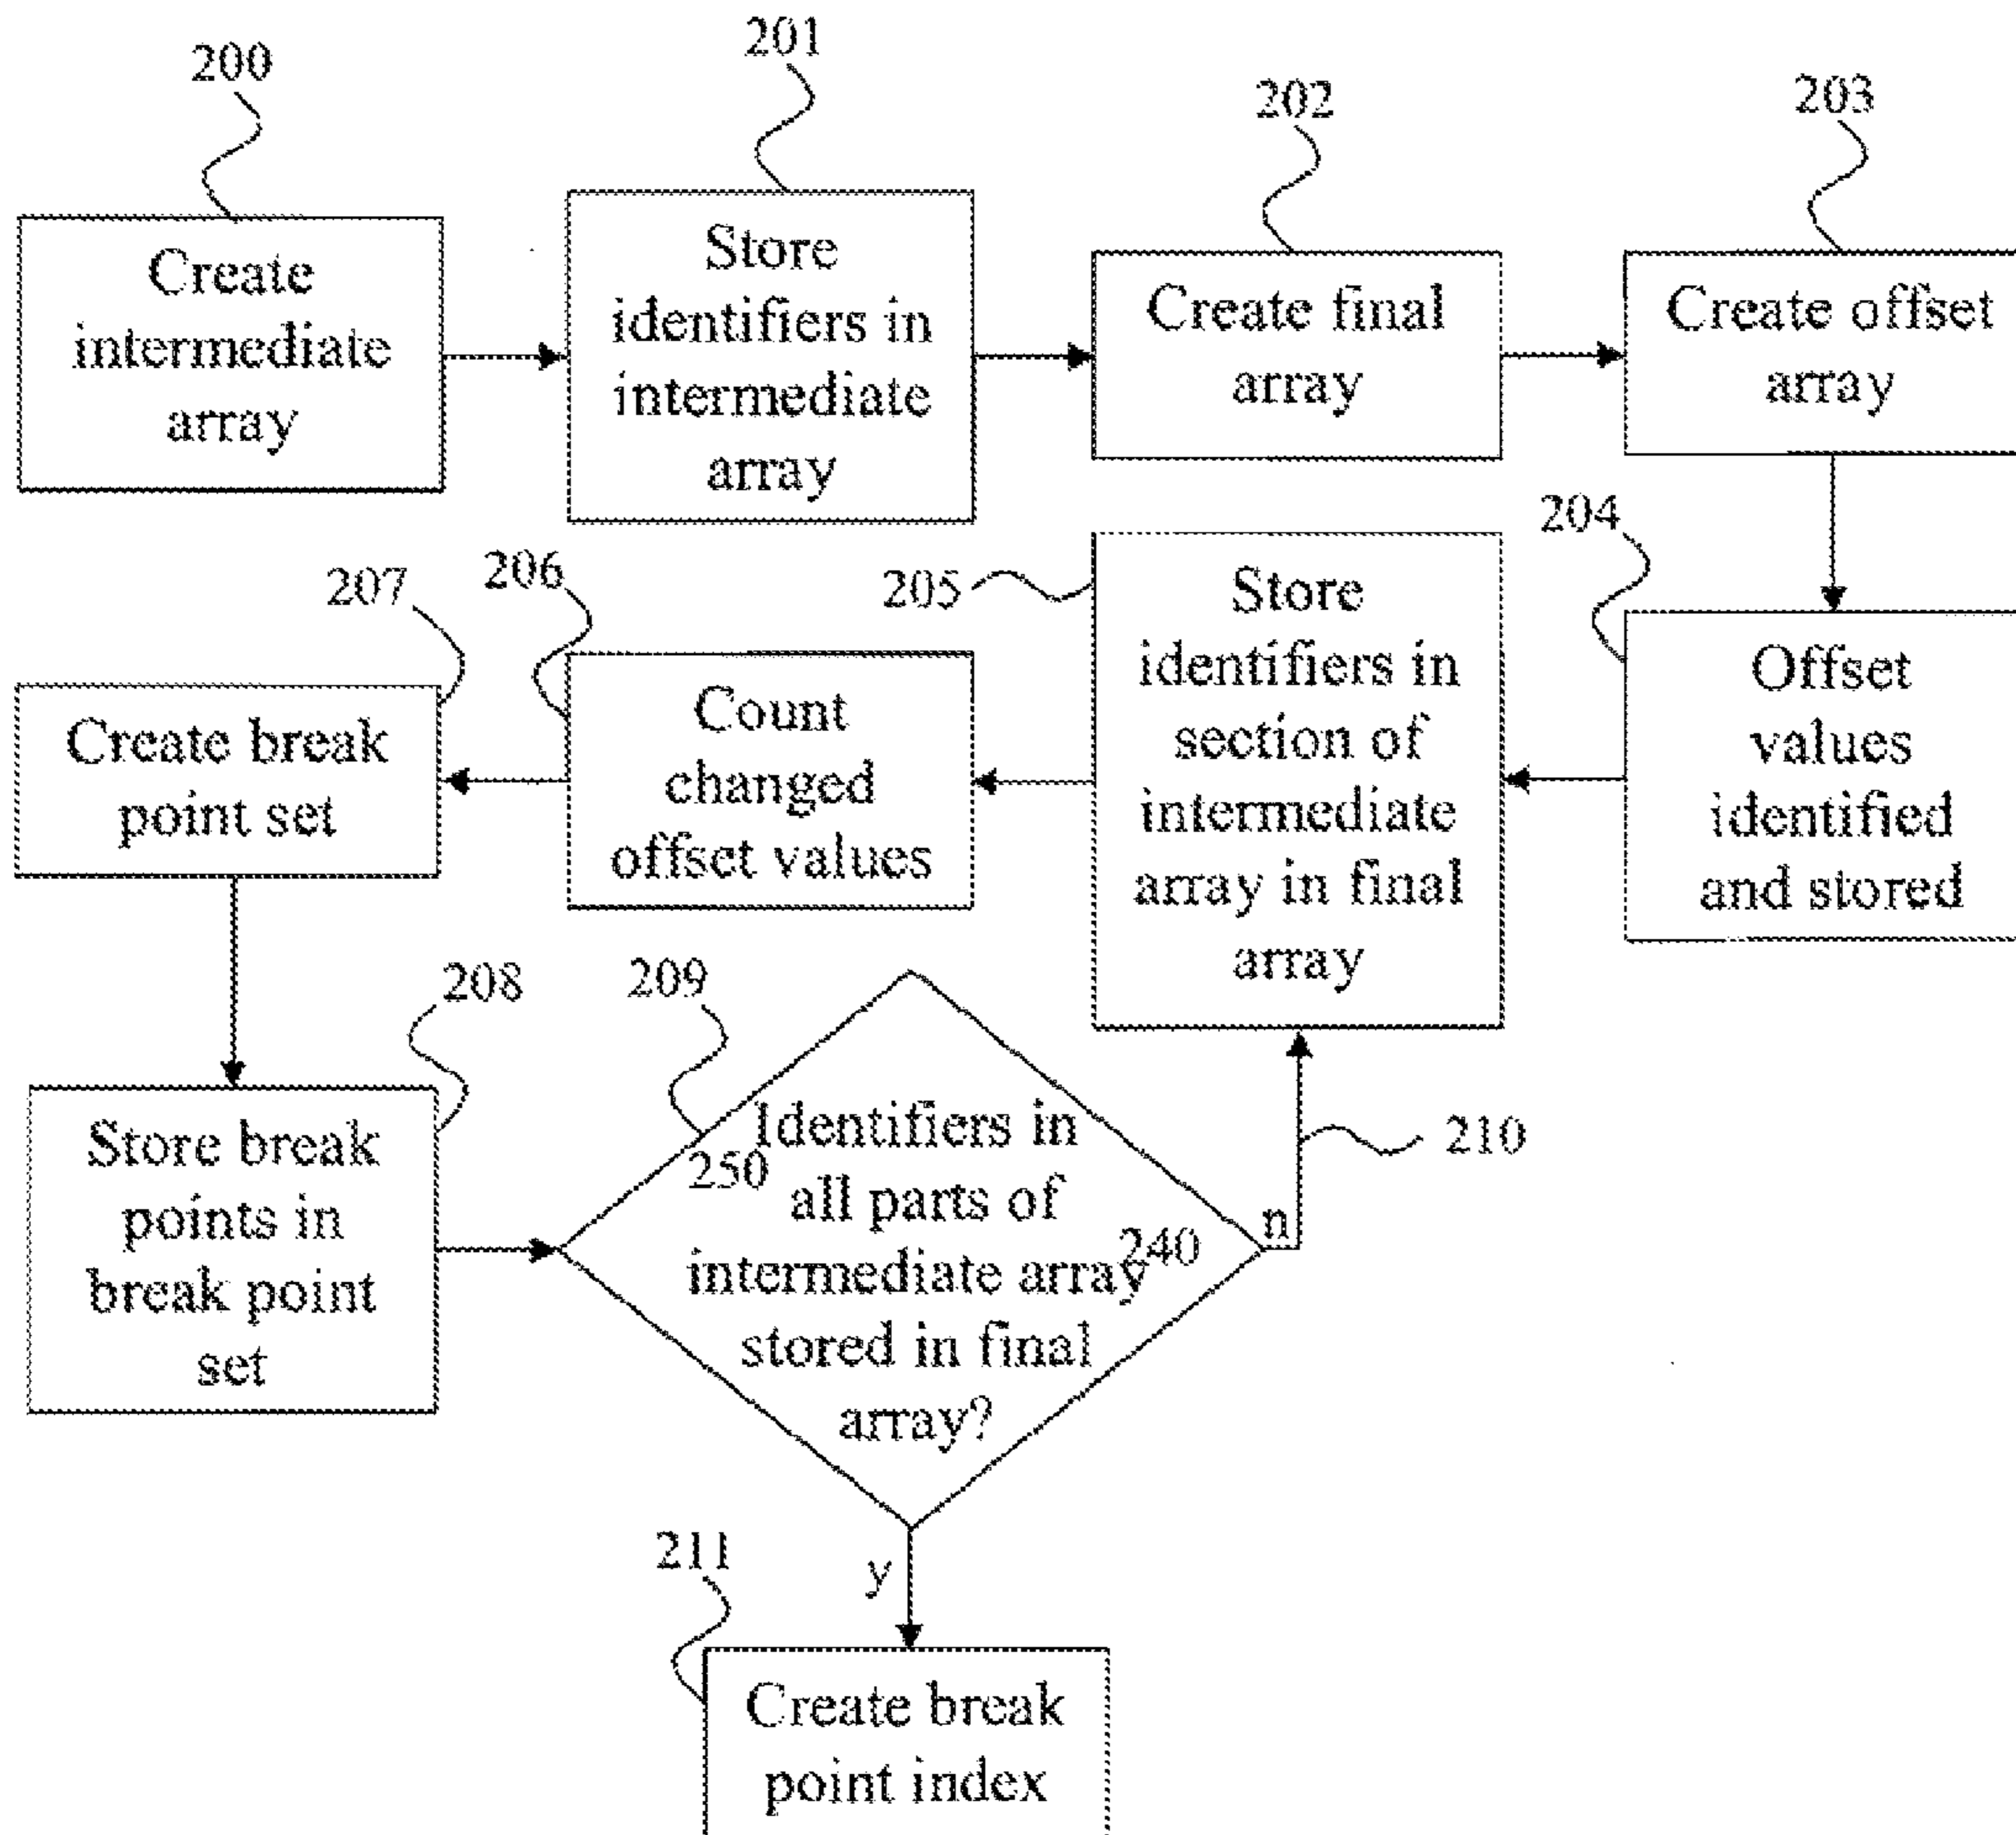 200
201
202
203
Create
intermediate
array
Store
identifiers in
intermediate
array
Create final
array
Create offset
array
204
205
206
207
Offset
values
identified
and stored
Store
identifiers in
section of
intermediate
array in final
array
Count
changed
offset values
Create break
point set
208
209
210
Store break
points in
break point
set
Identifiers in
250
all parts of
240
intermediate array
stored in final
array?
n
y
211
Create break
point index